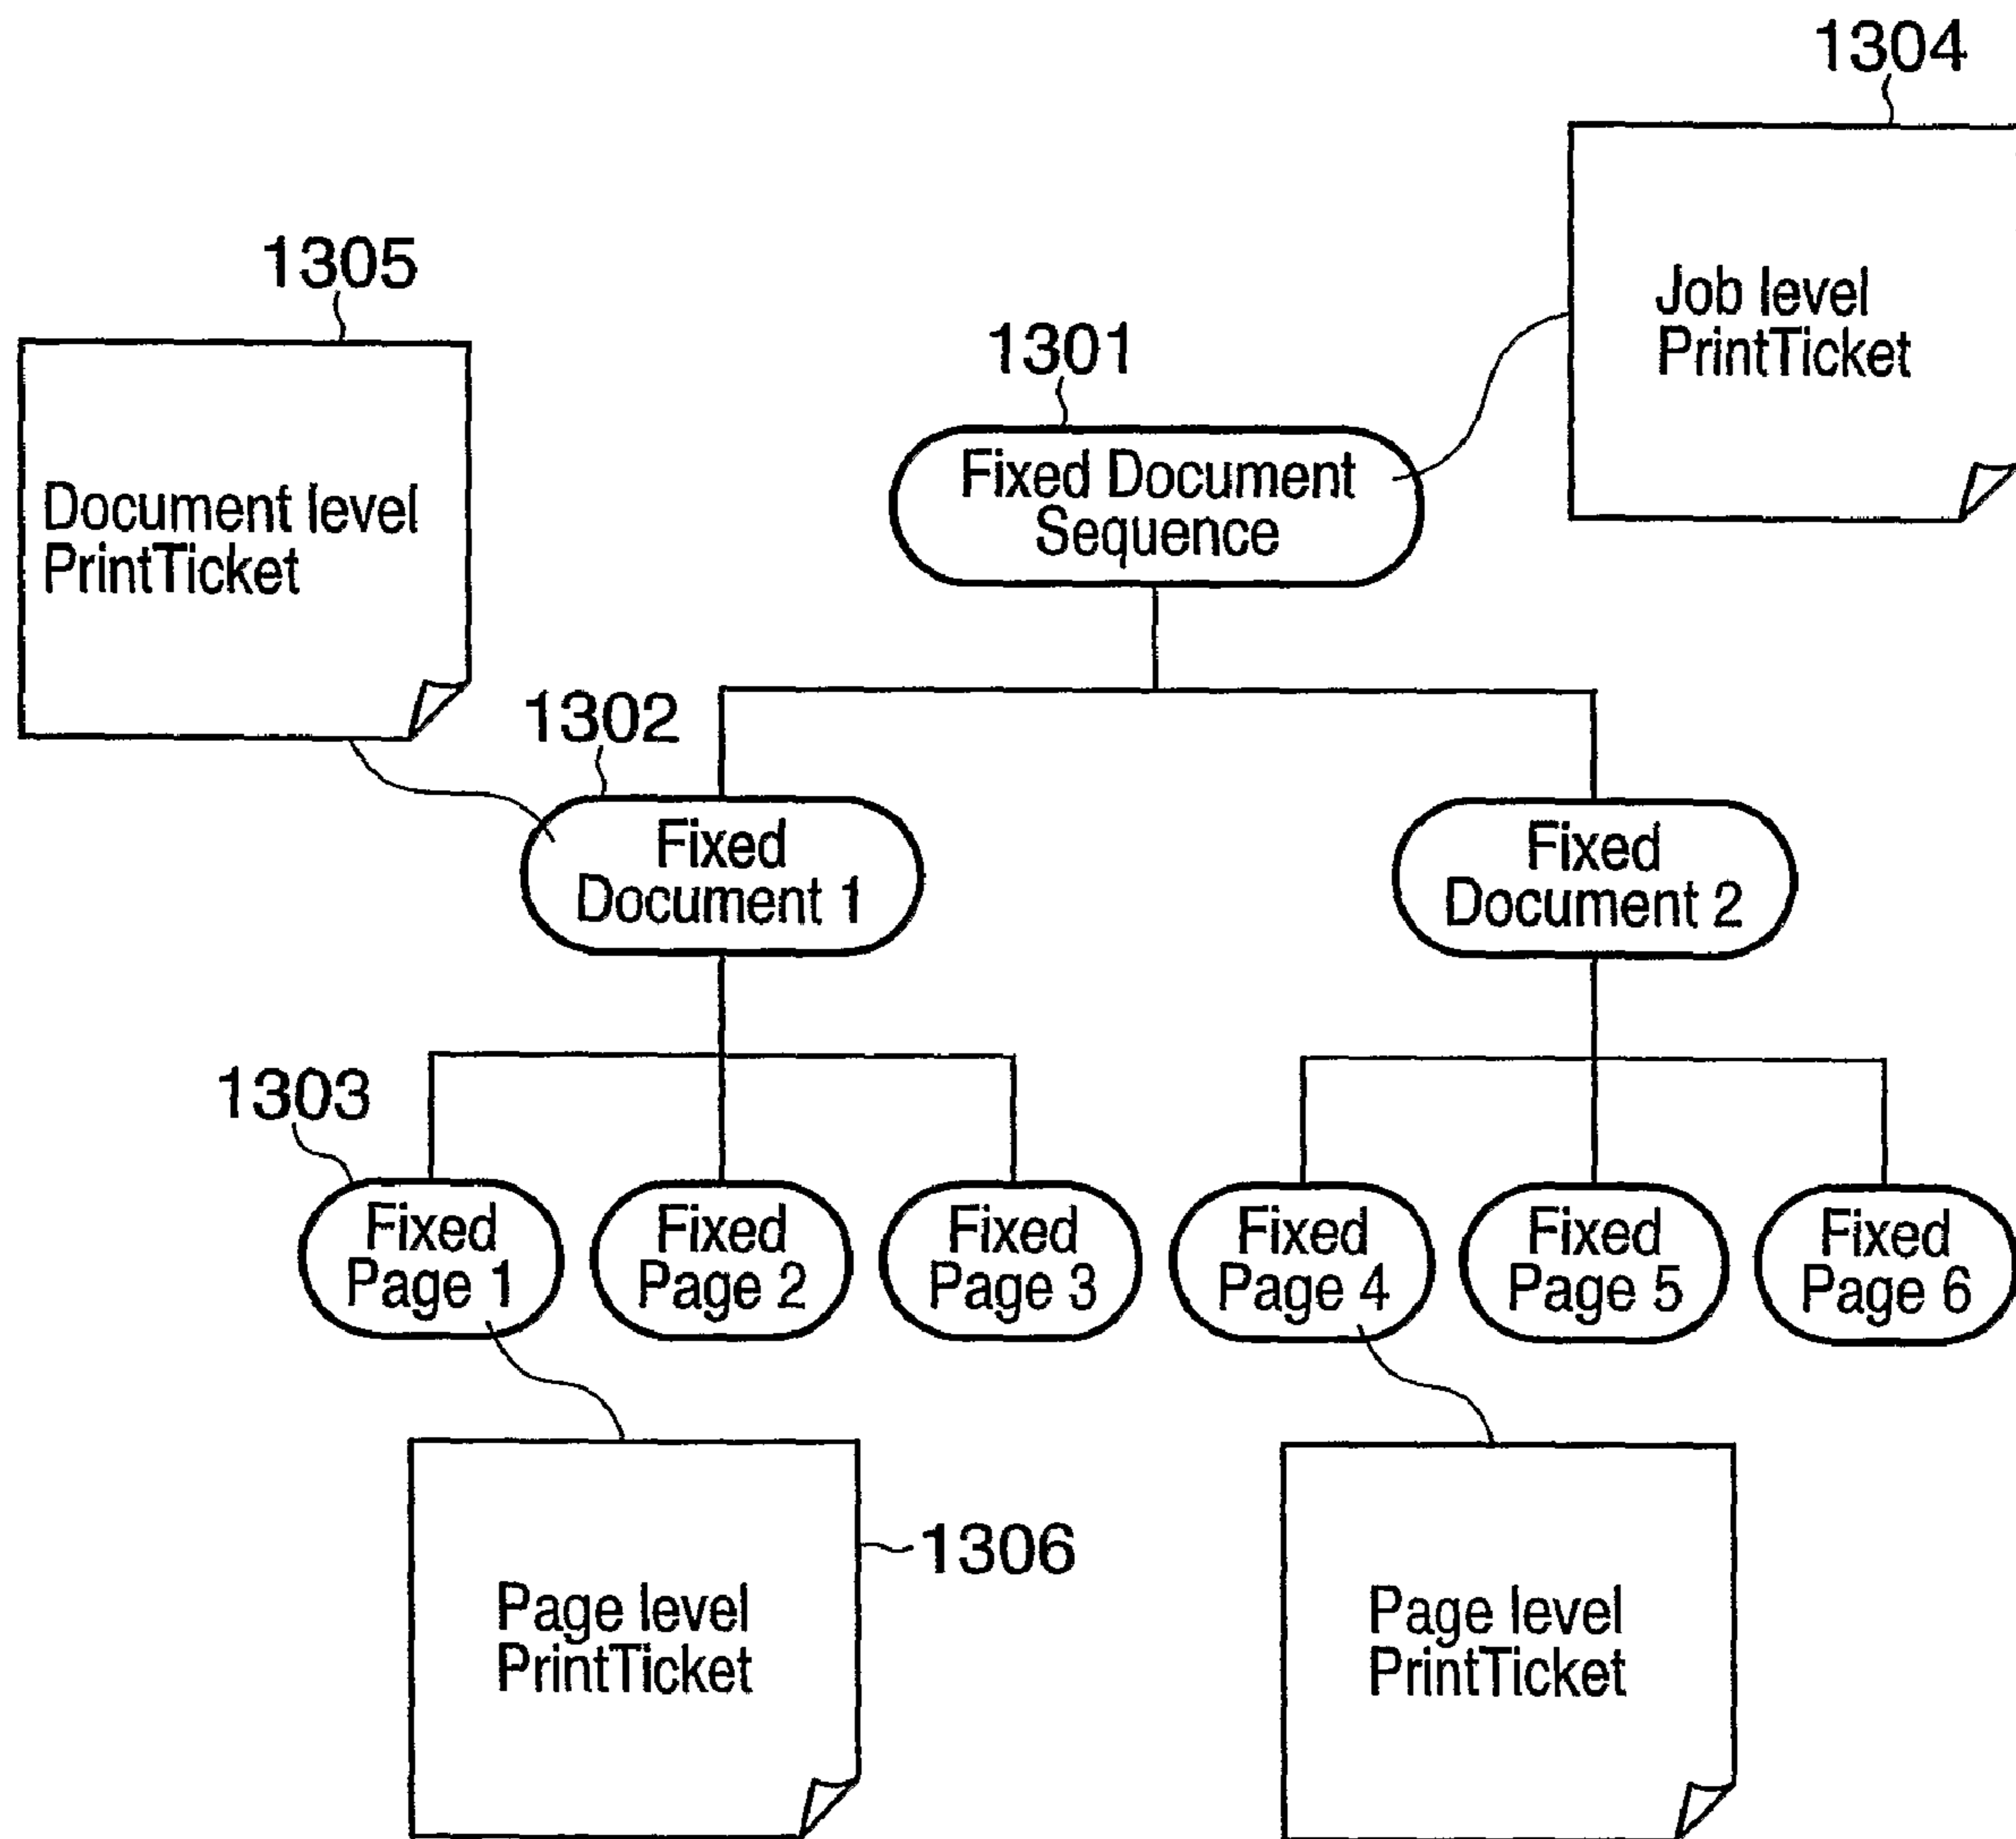 1304
Job level
PrintTicket
1305
Document level
PrintTicket
1301
Fixed Document
Sequence
1302
Fixed
Document 1
Fixed
Document 2
1303
Fixed
Page 1
Fixed
Page 2
Fixed
Page 3
Fixed
Page 4
Fixed
Page 5
Fixed
Page 6
1306
Page level
PrintTicket
Page level
PrintTicket